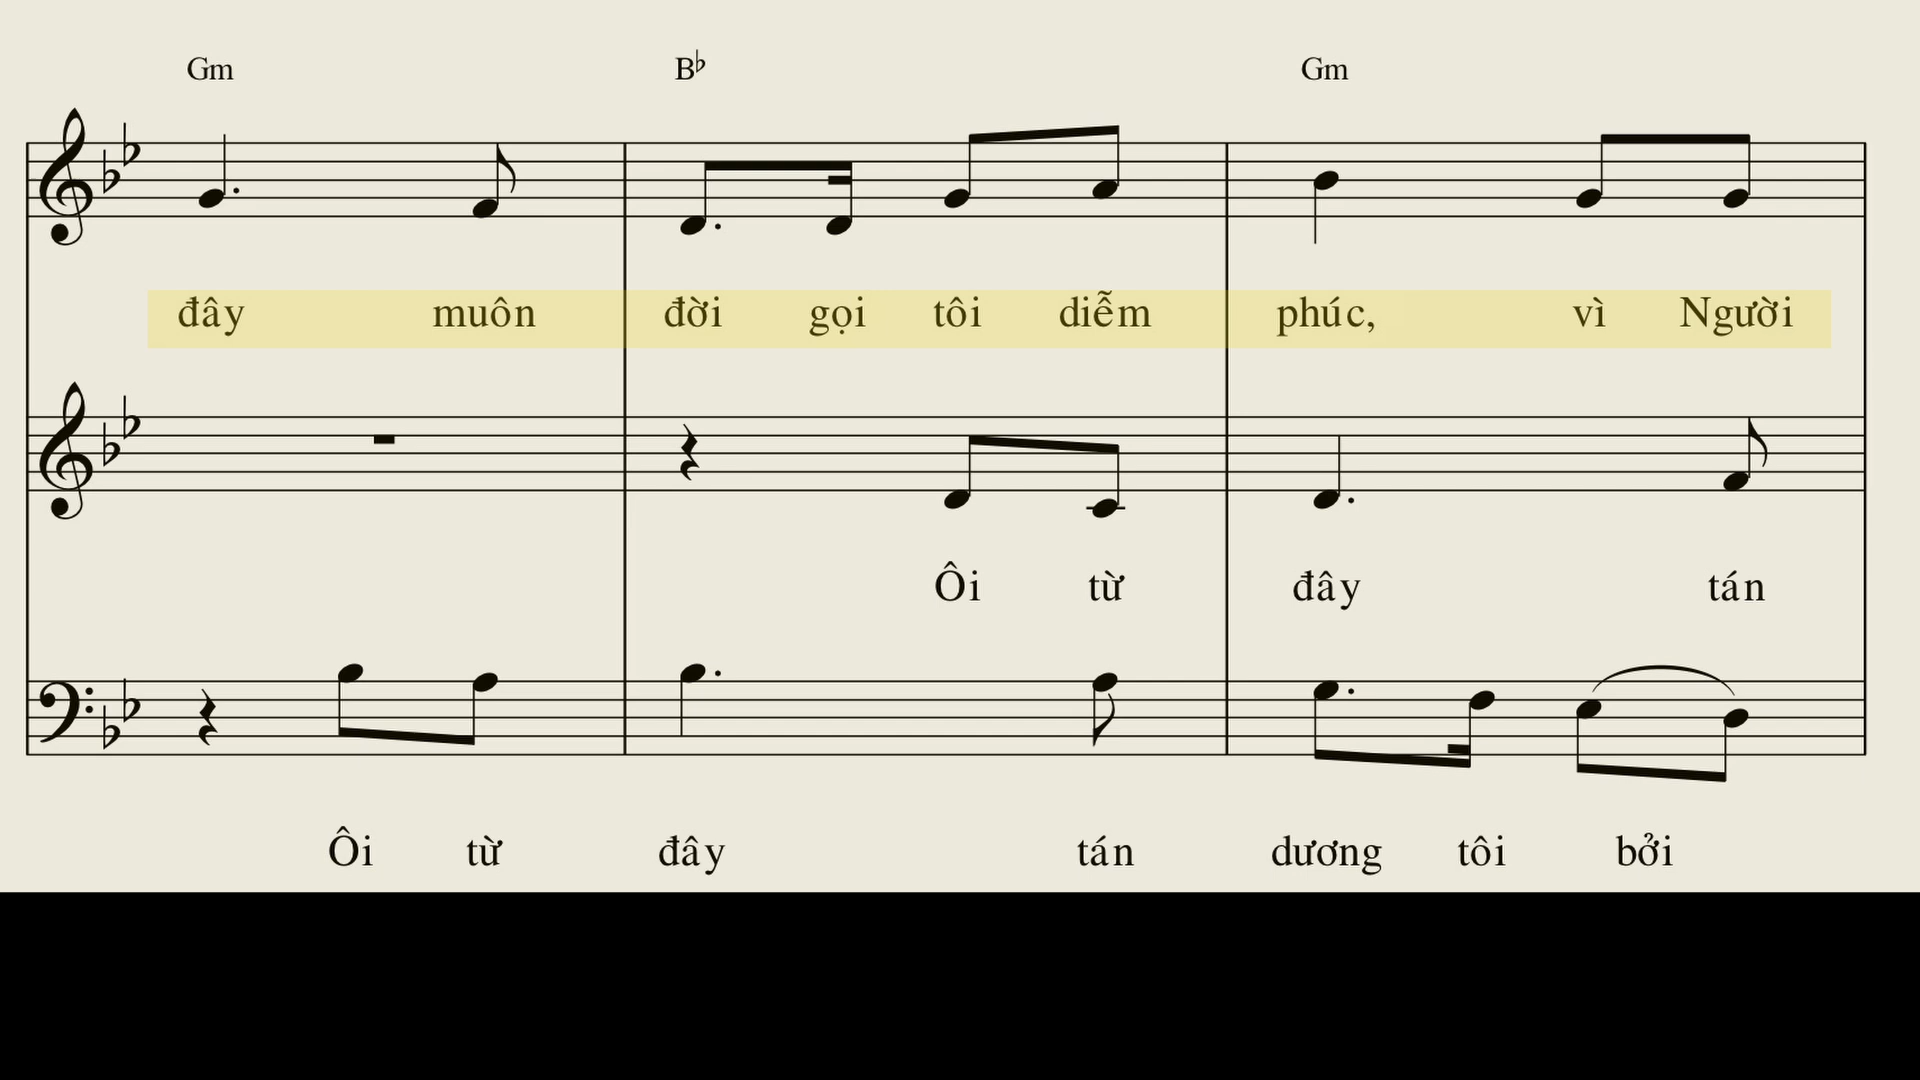 Gm B♭ Gm
đây muôn đời gọi tôi diễm phúc, vì Người
Ôi từ đây tán
Ôi từ đây tán dương tôi bởi